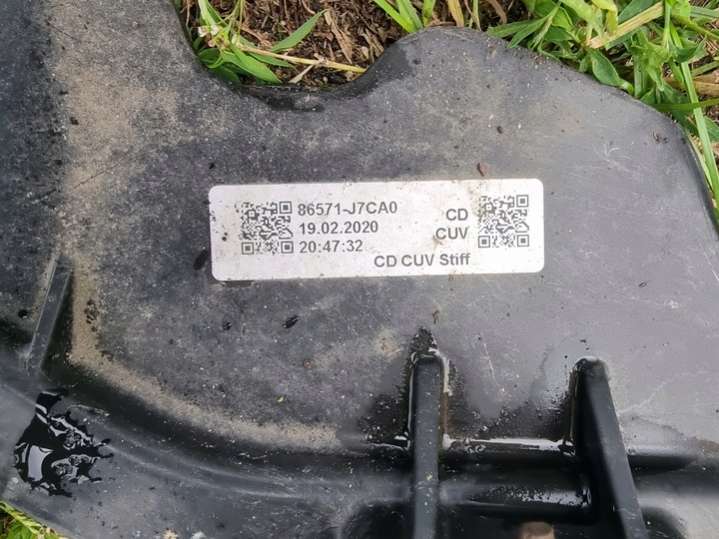 86571-J7CA0 CD
19.02.2020 CUV
20:47:32
CD CUV Stiff